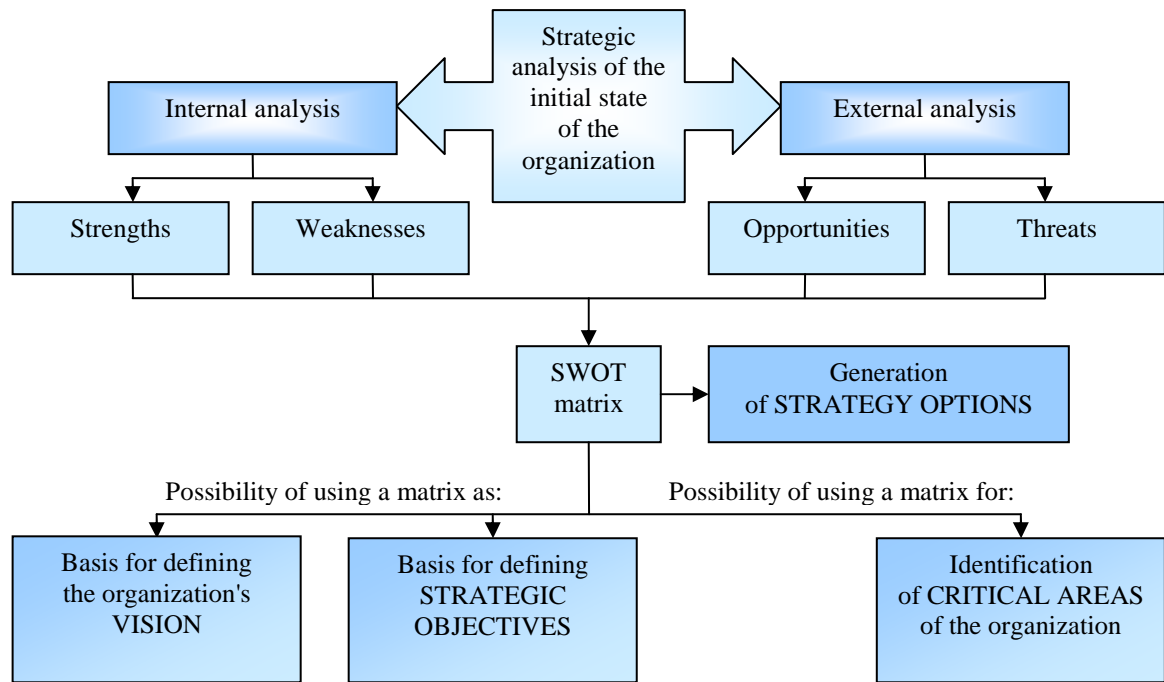 Strategic
analysis of the
initial state
of the
organization
Internal analysis
External analysis
Strengths
Weaknesses
Opportunities
Threats
SWOT
matrix
Generation
of STRATEGY OPTIONS
Possibility of using a matrix as:
Possibility of using a matrix for:
Basis for defining
the organization's
VISION
Basis for defining
STRATEGIC
OBJECTIVES
Identification
of CRITICAL AREAS
of the organization